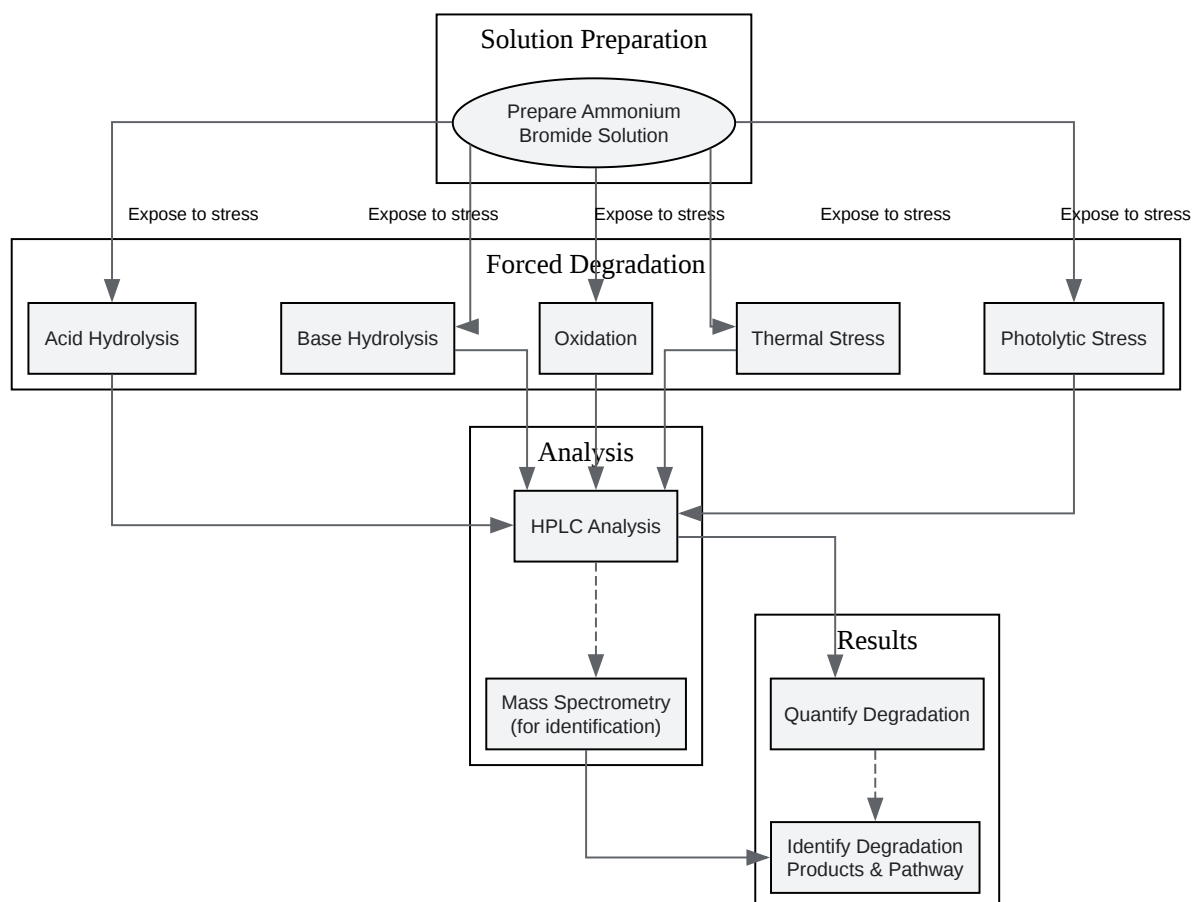 Solution Preparation
Prepare Ammonium
Bromide Solution
Expose to stress
Expose to stress
Expose to stress
Expose to stress
Expose to stress
Forced Degradation
Acid Hydrolysis
Base Hydrolysis
Oxidation
Thermal Stress
Photolytic Stress
Analysis
HPLC Analysis
Mass Spectrometry
(for identification)
Results
Quantify Degradation
Identify Degradation
Products & Pathway